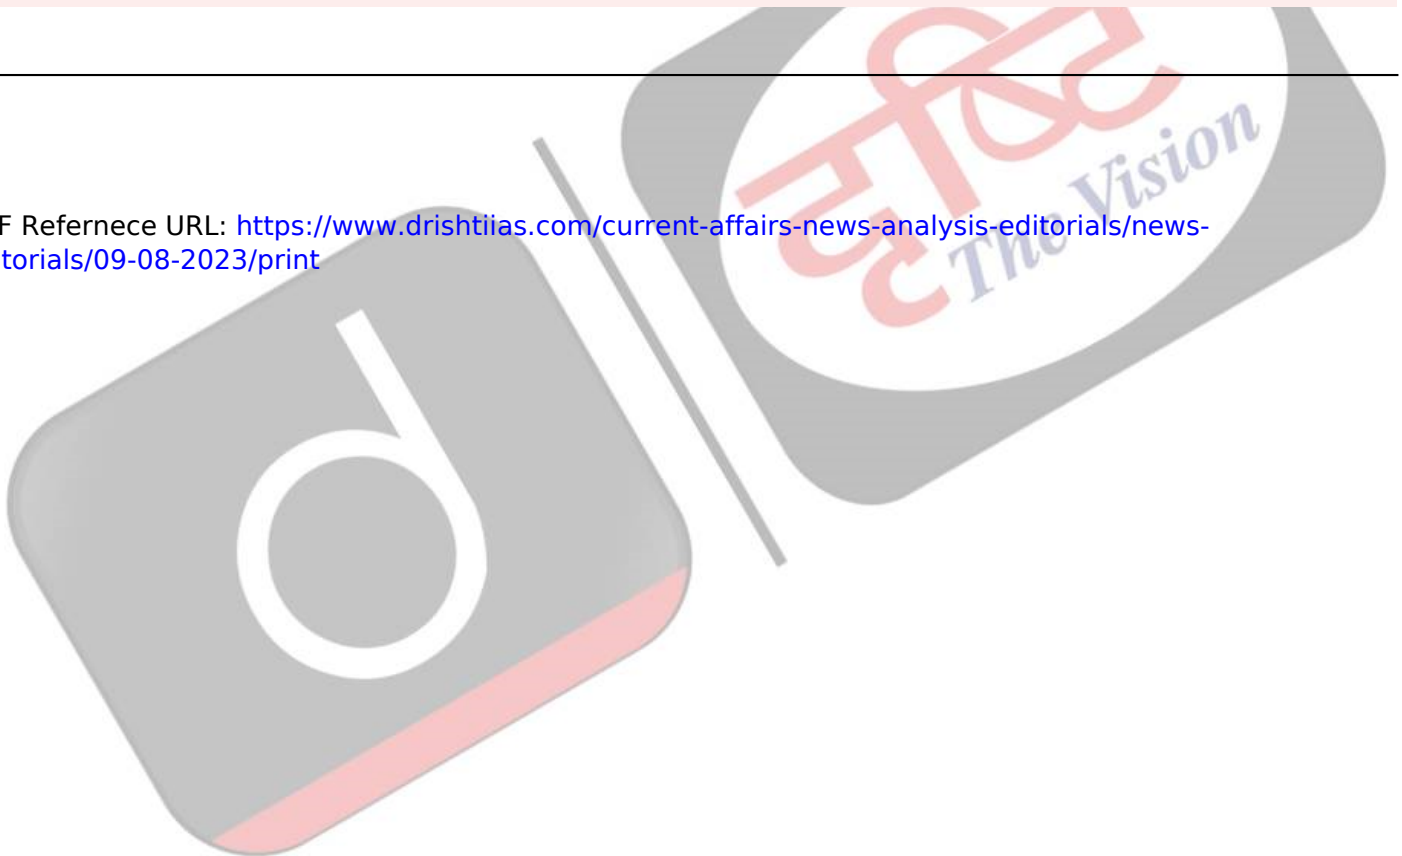 दृष्टि
The Vision
F Refernece URL: https://www.drishtiias.com/current-affairs-news-analysis-editorials/news-
torials/09-08-2023/print
d